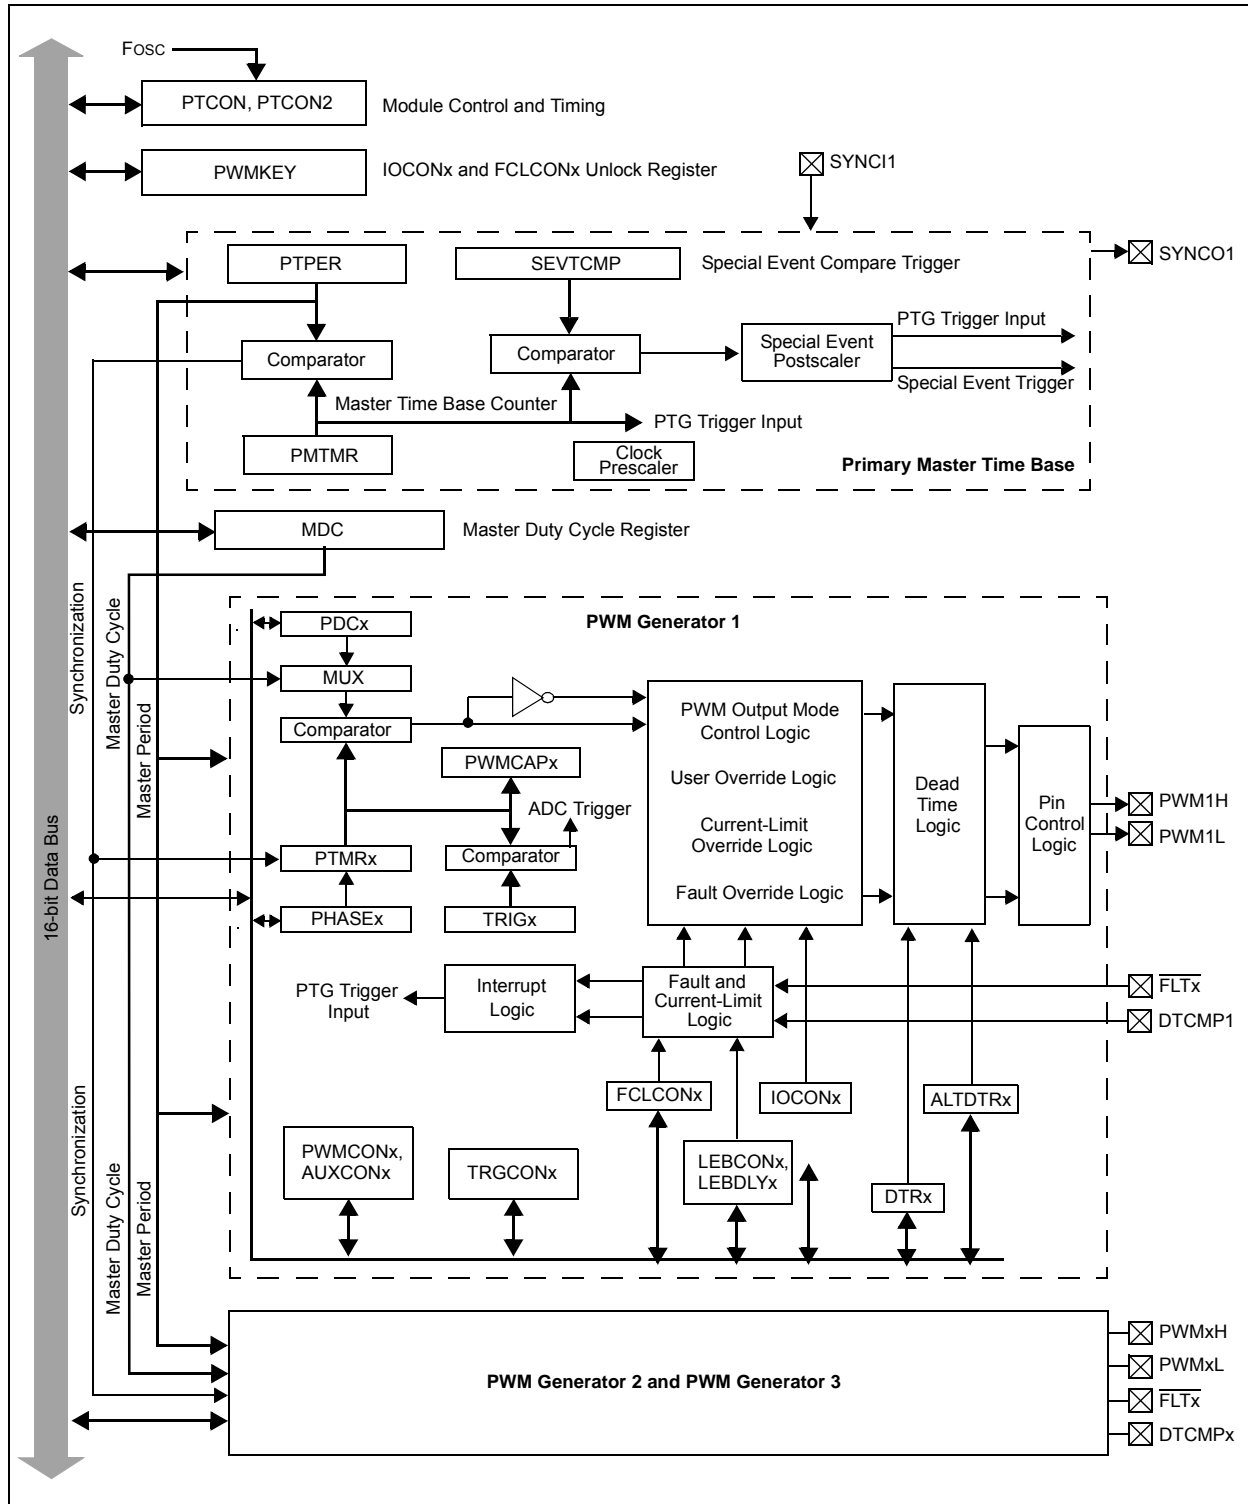 FOSC
PTCON, PTCON2
Module Control and Timing
PWMKEY
IOCONx and FCLCONx Unlock Register
SYNCI1
SYNCO1
PTPER
SEVTCMP
Special Event Compare Trigger
Comparator
Comparator
Special Event
Postscaler
PTG Trigger Input
Special Event Trigger
Master Time Base Counter
PTG Trigger Input
PMTMR
Clock
Prescaler
Primary Master Time Base
MDC
Master Duty Cycle Register
16-bit Data Bus
Synchronization
Master Duty Cycle
Master Period
PWM Generator 1
PDCx
MUX
Comparator
PWMCAPx
ADC Trigger
PTMRx
Comparator
PHASEx
TRIGx
PWM Output Mode
Control Logic
User Override Logic
Current-Limit
Override Logic
Fault Override Logic
Dead
Time
Logic
Pin
Control
Logic
PWM1H
PWM1L
PTG Trigger
Input
Interrupt
Logic
Fault and
Current-Limit
Logic
FLTx
DTCMP1
FCLCONx
IOCONx
ALTDTRx
PWMCONx,
AUXCONx
TRGCONx
LEBCONx,
LEBDLYx
DTRx
Synchronization
Master Duty Cycle
Master Period
PWM Generator 2 and PWM Generator 3
PWMxH
PWMxL
FLTx
DTCMPx